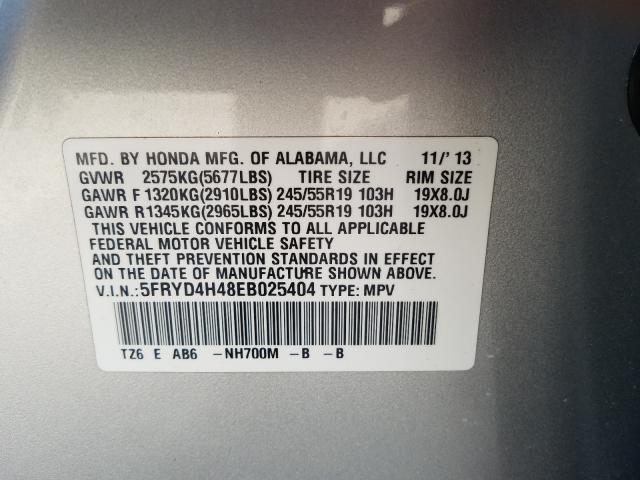 MFD. BY HONDA MFG. OF ALABAMA, LLC 11/' 13
GVWR 2575KG(5677LBS) TIRE SIZE RIM SIZE
GAWR F 1320KG(2910LBS) 245/55R19 103H 19X8.0J
GAWR R1345KG(2965LBS) 245/55R19 103H 19X8.0J
THIS VEHICLE CONFORMS TO ALL APPLICABLE
FEDERAL MOTOR VEHICLE SAFETY
AND THEFT PREVENTION STANDARDS IN EFFECT
ON THE DATE OF MANUFACTURE SHOWN ABOVE.
V.I.N.:5FRYD4H48EB025404 TYPE: MPV
TZ6 E AB6 -NH700M -B -B